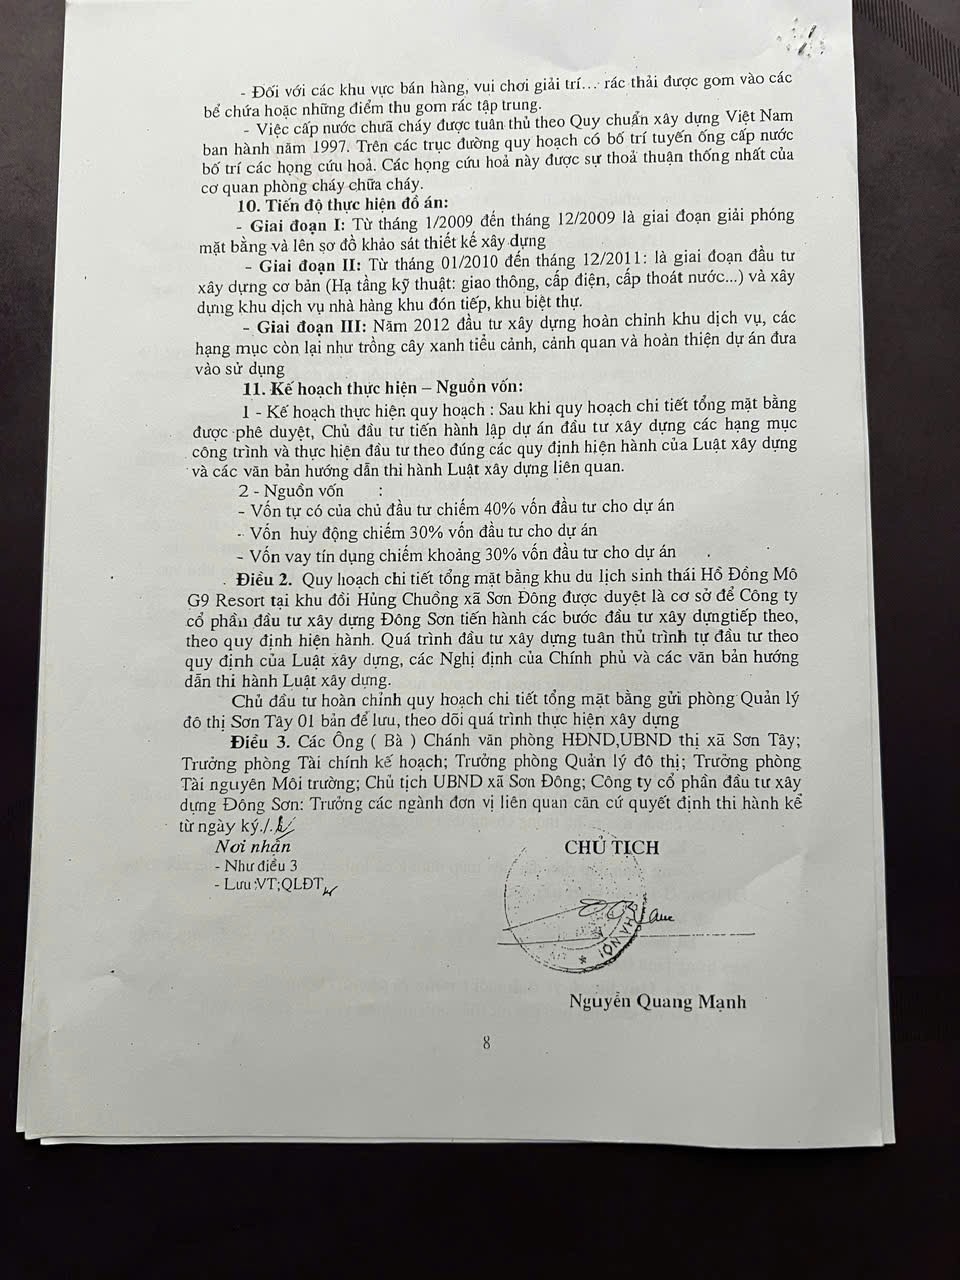 - Đối với các khu vực bán hàng, vui chơi giải trí... rác thải được gom vào các
bể chứa hoặc những điểm thu gom rác tập trung.
- Việc cấp nước chữa cháy được tuân thủ theo Quy chuẩn xây dựng Việt Nam
ban hành năm 1997. Trên các trục đường quy hoạch có bố trí tuyến ống cấp nước
bố trí các họng cứu hoả. Các họng cứu hoả này được sự thoả thuận thống nhất của
cơ quan phòng cháy chữa cháy.
10. Tiến độ thực hiện đồ án:
- Giai đoạn I: Từ tháng 1/2009 đến tháng 12/2009 là giai đoạn giải phóng
mặt bằng và lên sơ đồ khảo sát thiết kế xây dựng
- Giai đoạn II: Từ tháng 01/2010 đến tháng 12/2011: là giai đoạn đầu tư
xây dựng cơ bản (Hạ tầng kỹ thuật: giao thông, cấp điện, cấp thoát nước...) và xây
dựng khu dịch vụ nhà hàng khu đón tiếp, khu biệt thự.
- Giai đoạn III: Năm 2012 đầu tư xây dựng hoàn chỉnh khu dịch vụ, các
hạng mục còn lại như trồng cây xanh tiểu cảnh, cảnh quan và hoàn thiện dự án đưa
vào sử dụng
11. Kế hoạch thực hiện – Nguồn vốn:
1 - Kế hoạch thực hiện quy hoạch : Sau khi quy hoạch chi tiết tổng mặt bằng
được phê duyệt, Chủ đầu tư tiến hành lập dự án đầu tư xây dựng các hạng mục
công trình và thực hiện đầu tư theo đúng các quy định hiện hành của Luật xây dựng
và các văn bản hướng dẫn thi hành Luật xây dựng liên quan.
2 - Nguồn vốn :
- Vốn tự có của chủ đầu tư chiếm 40% vốn đầu tư cho dự án
- Vốn huy động chiếm 30% vốn đầu tư cho dự án
- Vốn vay tín dụng chiếm khoảng 30% vốn đầu tư cho dự án
Điều 2. Quy hoạch chi tiết tổng mặt bằng khu du lịch sinh thái Hồ Đồng Mô
G9 Resort tại khu đồi Hủng Chuồng xã Sơn Đông được duyệt là cơ sở để Công ty
cổ phần đầu tư xây dựng Đông Sơn tiến hành các bước đầu tư xây dựngtiếp theo,
theo quy định hiện hành. Quá trình đầu tư xây dựng tuân thủ trình tự đầu tư theo
quy định của Luật xây dựng, các Nghị định của Chính phủ và các văn bản hướng
dẫn thi hành Luật xây dựng.
Chủ đầu tư hoàn chỉnh quy hoạch chi tiết tổng mặt bằng gửi phòng Quản lý
đô thị Sơn Tây 01 bản để lưu, theo dõi quá trình thực hiện xây dựng
Điều 3. Các Ông ( Bà ) Chánh văn phòng HĐND,UBND thị xã Sơn Tây;
Trưởng phòng Tài chính kế hoạch; Trưởng phòng Quản lý đô thị; Trưởng phòng
Tài nguyên Môi trường; Chủ tịch UBND xã Sơn Đông; Công ty cổ phần đầu tư xây
dựng Đông Sơn: Trưởng các ngành đơn vị liên quan căn cứ quyết định thi hành kể
từ ngày ký./.
Nơi nhận
- Như điều 3
- Lưu:VT;QLĐT
CHỦ TỊCH
HÀ NỘI *
Nguyễn Quang Mạnh
8